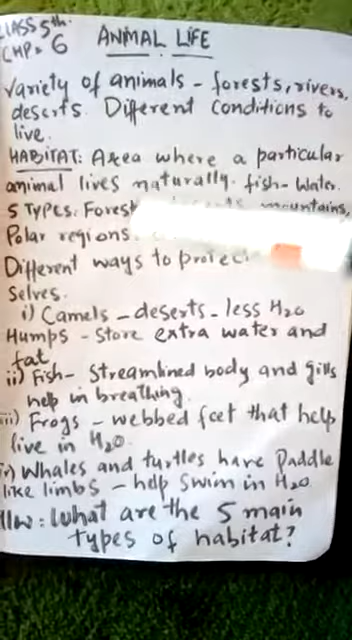 CLASS 5th.
CHP. 6 ANIMAL LIFE
Variety of animals - forests, rivers,
deserts. Different conditions to
live.
HABITAT: Area where a particular
animal lives naturally. fish - Water.
5 TYPES: Forest mountains,
Polar regions.
Different ways to protect
selves.
i) Camels - deserts - less H2O
Humps - Store extra water and
fat
ii) Fish - Streamlined body and gills
help in breathing.
iii) Frogs - webbed feet that help
live in H2O.
iv) Whales and turtles have Paddle
like limbs - help swim in H2O
HW: What are the 5 main
types of habitat?